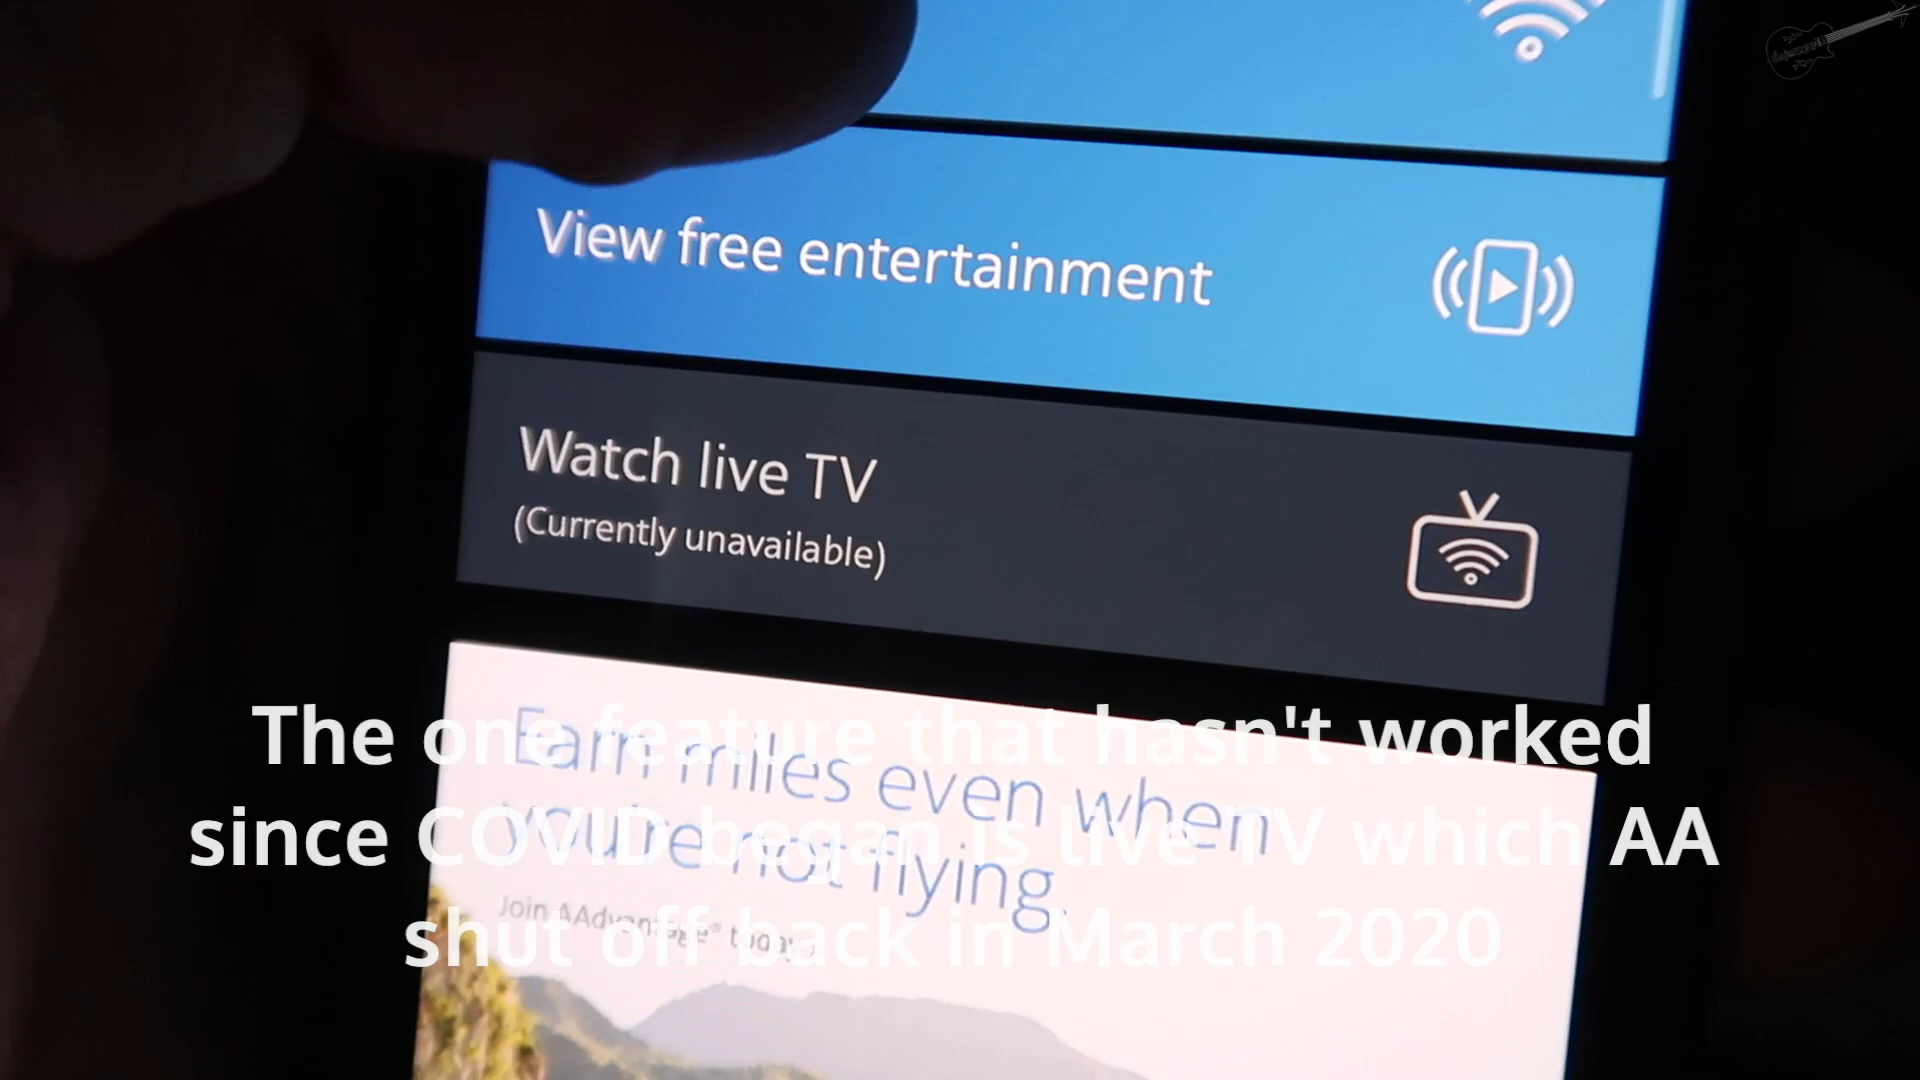 View free entertainment
Watch live TV
(Currently unavailable)
Earn miles even when
you're not flying.
Join AAdvantage® today
The one feature that hasn't worked
since COVID began is live TV which AA
shut off back in March 2020